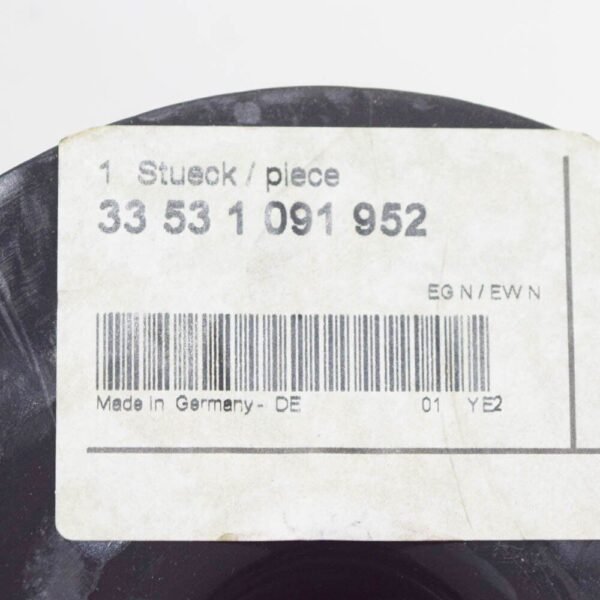 1 Stueck / piece
33 53 1 091 952
EG N / EW N
Made in Germany - DE 01 YE2